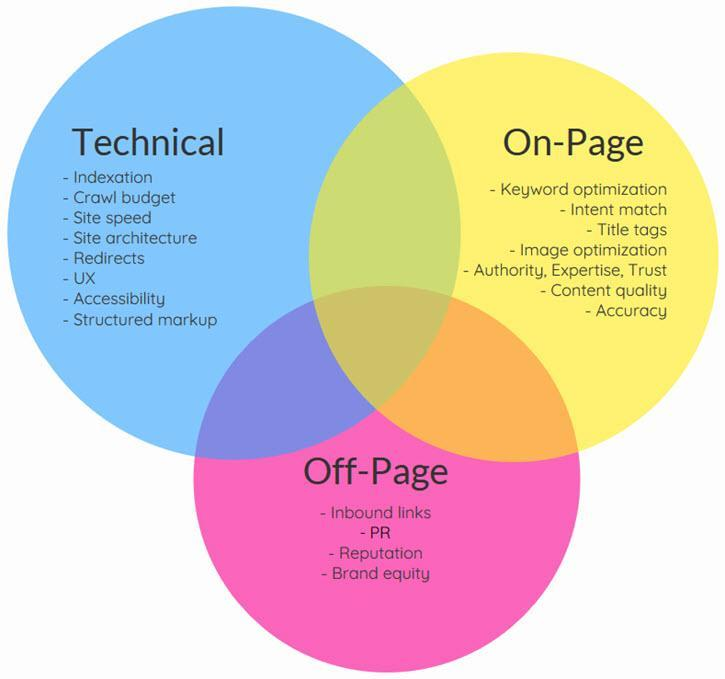 Technical
- Indexation
- Crawl budget
- Site speed
- Site architecture
- Redirects
- UX
- Accessibility
- Structured markup
On-Page
- Keyword optimization
- Intent match
- Title tags
- Image optimization
- Authority, Expertise, Trust
- Content quality
- Accuracy
Off-Page
- Inbound links
- PR
- Reputation
- Brand equity